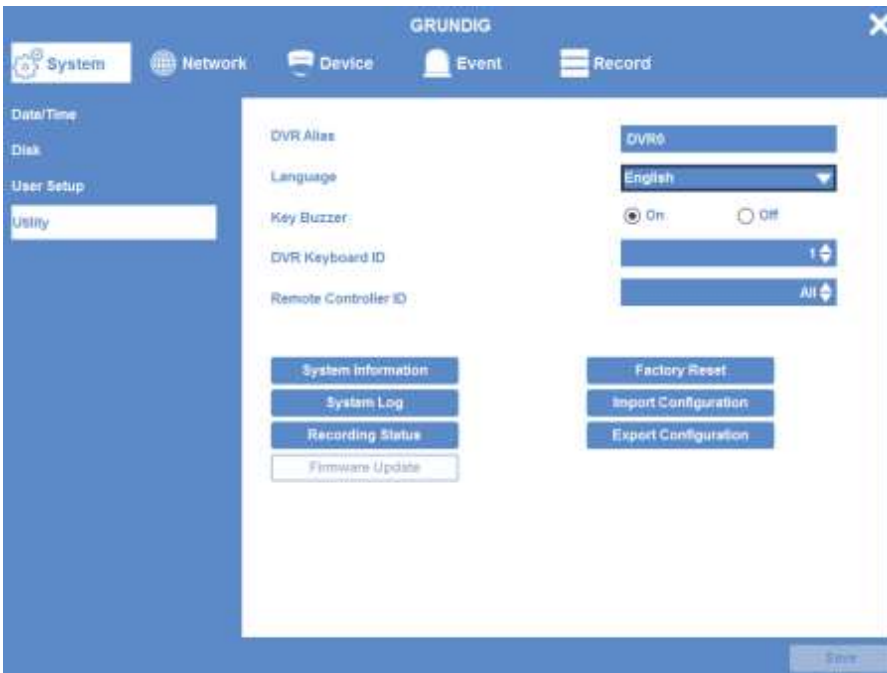 GRUNDIG
System Network Device Event Record
Date/Time
Disk
User Setup
Utility
DVR Alias DVR0
Language English
Key Buzzer On Off
DVR Keyboard ID 1
Remote Controller ID All
System Information Factory Reset
System Log Import Configuration
Recording Status Export Configuration
Firmware Update
Save